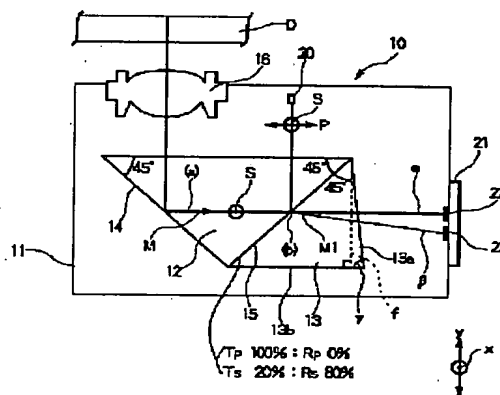 D
20
16
10
S
P
45°
45°
45°
21
(a)
S
α
14
M1
(b)
M1
13a
β
11
12
15
13
γ
f
13b
Tp 100% : Rp 0%
Ts 20% : Rs 80%
Y
x